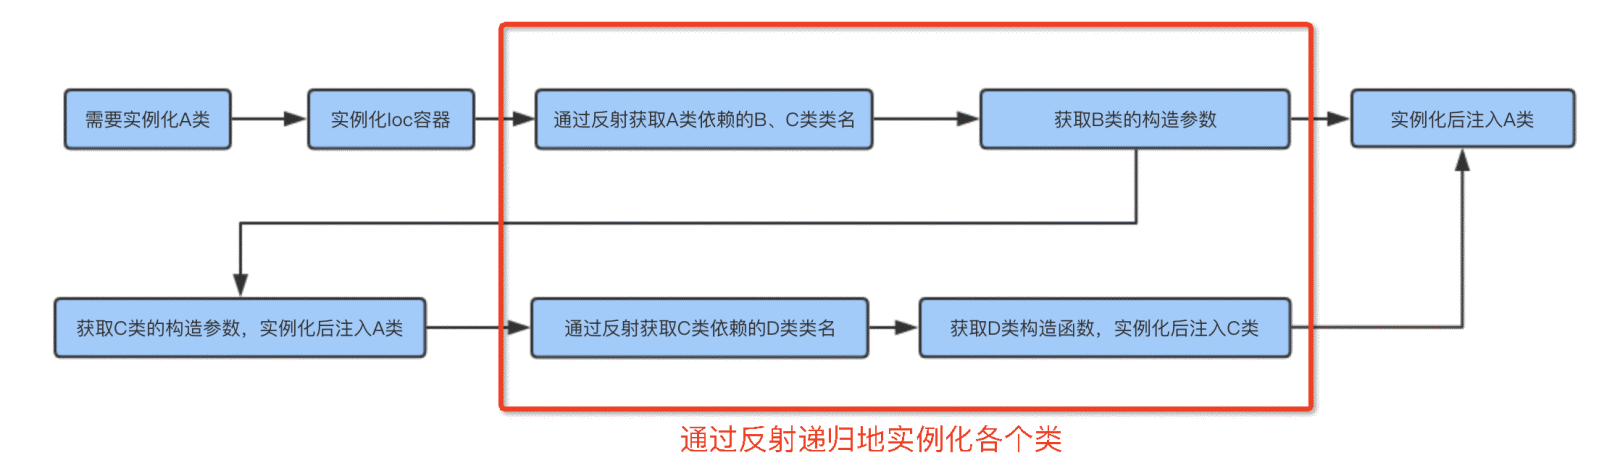 需要实例化A类
实例化Ioc容器
通过反射获取A类依赖的B、C类类名
获取B类的构造参数
实例化后注入A类
获取C类的构造参数，实例化后注入A类
通过反射获取C类依赖的D类类名
获取D类构造函数，实例化后注入C类
通过反射递归地实例化各个类